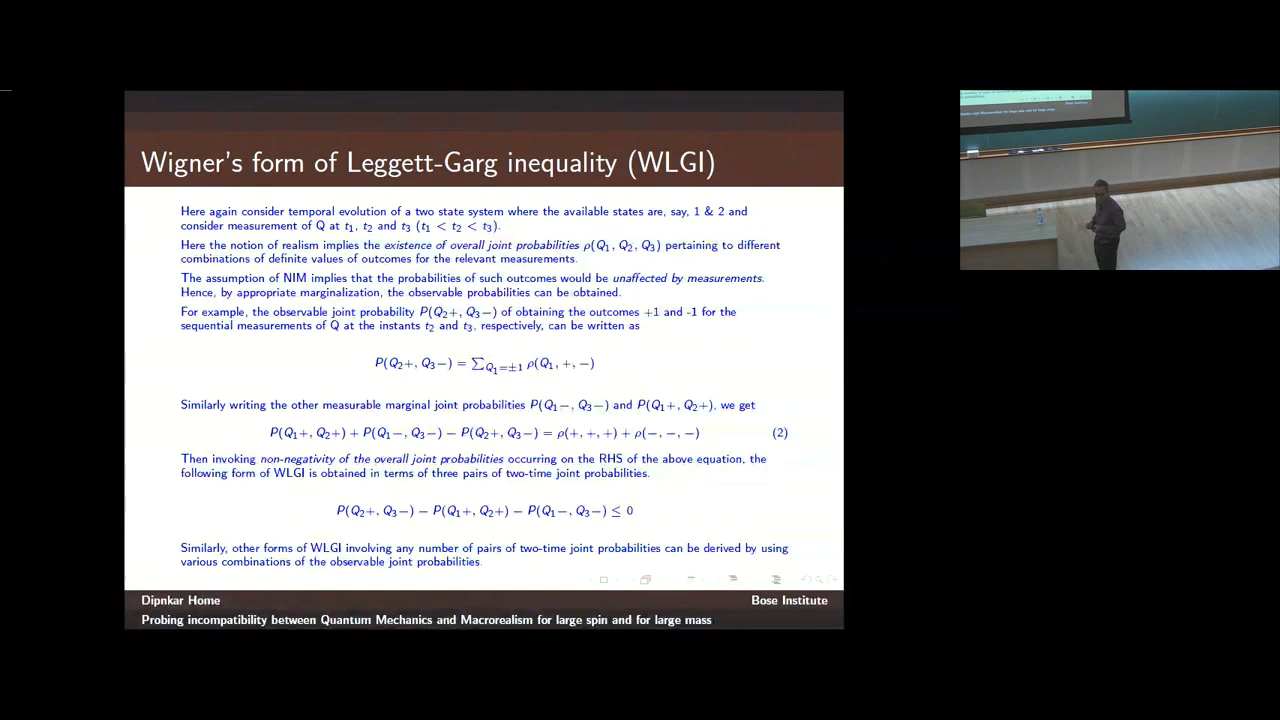 Wigner's form of Leggett-Garg inequality (WLGI)
Here again consider temporal evolution of a two state system where the available states are, say, 1 & 2 and
consider measurement of Q at t₁, t₂ and t₃ (t₁ < t₂ < t₃).
Here the notion of realism implies the existence of overall joint probabilities ρ(Q₁, Q₂, Q₃) pertaining to different
combinations of definite values of outcomes for the relevant measurements.
The assumption of NIM implies that the probabilities of such outcomes would be unaffected by measurements.
Hence, by appropriate marginalization, the observable probabilities can be obtained.
For example, the observable joint probability P(Q₂+, Q₃−) of obtaining the outcomes +1 and -1 for the
sequential measurements of Q at the instants t₂ and t₃, respectively, can be written as
P(Q₂+, Q₃−) = ∑Q₁=±1 ρ(Q₁, +, −)
Similarly writing the other measurable marginal joint probabilities P(Q₁−, Q₃−) and P(Q₁+, Q₂+), we get
P(Q₁+, Q₂+) + P(Q₁−, Q₃−) − P(Q₂+, Q₃−) = ρ(+, +, +) + ρ(−, −, −) (2)
Then invoking non-negativity of the overall joint probabilities occurring on the RHS of the above equation, the
following form of WLGI is obtained in terms of three pairs of two-time joint probabilities.
P(Q₂+, Q₃−) − P(Q₁+, Q₂+) − P(Q₁−, Q₃−) ≤ 0
Similarly, other forms of WLGI involving any number of pairs of two-time joint probabilities can be derived by using
various combinations of the observable joint probabilities.
Dipnkar Home Bose Institute
Probing incompatibility between Quantum Mechanics and Macrorealism for large spin and for large mass